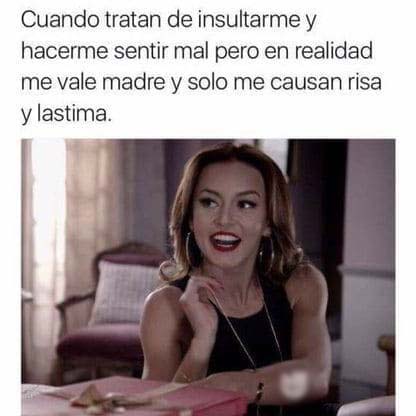 Cuando tratan de insultarme y
hacerme sentir mal pero en realidad
me vale madre y solo me causan risa
y lastima.